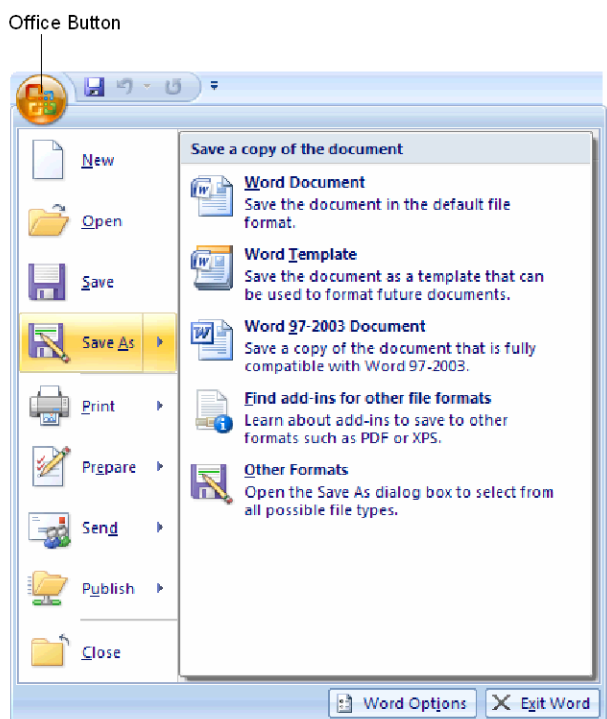 Office Button
New
Open
Save
Save As
Print
Prepare
Send
Publish
Close
Save a copy of the document
Word Document
Save the document in the default file
format.
Word Template
Save the document as a template that can
be used to format future documents.
Word 97-2003 Document
Save a copy of the document that is fully
compatible with Word 97-2003.
Find add-ins for other file formats
Learn about add-ins to save to other
formats such as PDF or XPS.
Other Formats
Open the Save As dialog box to select from
all possible file types.
Word Options
Exit Word